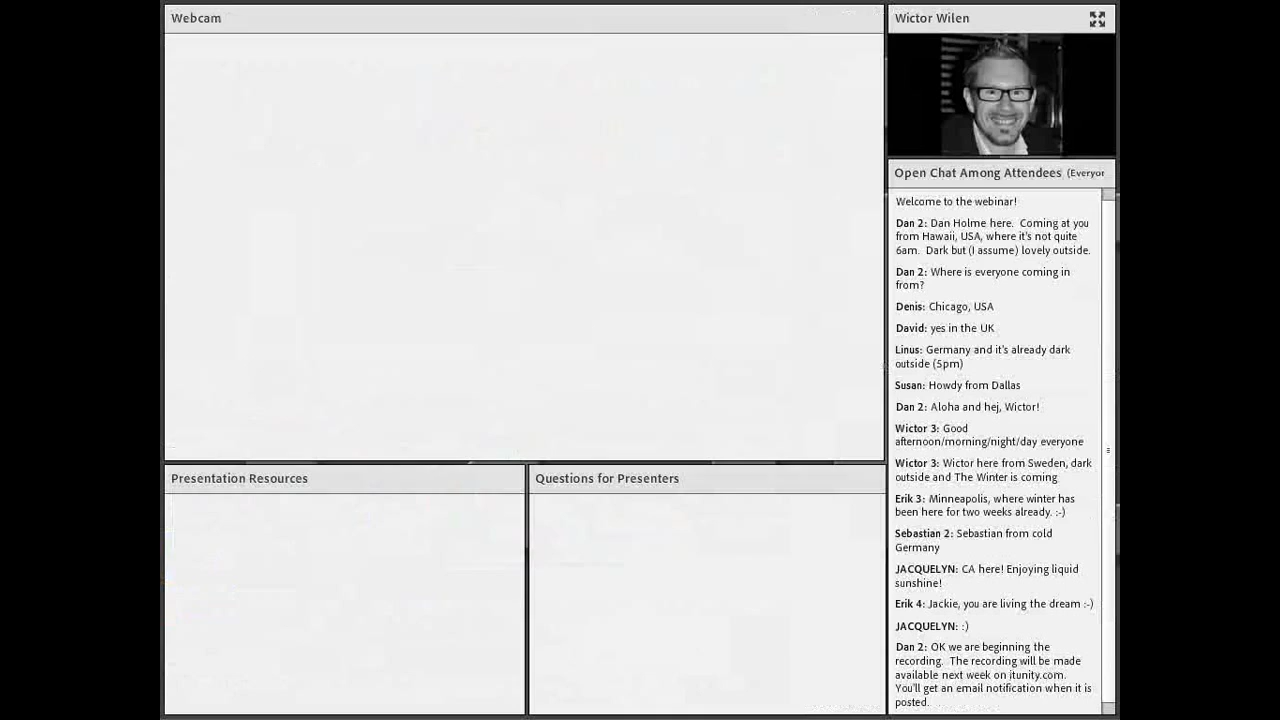 Webcam
Wictor Wilen
Open Chat Among Attendees (Everyor
Welcome to the webinar!
Dan 2: Dan Holme here. Coming at you
from Hawaii, USA, where it's not quite
6am. Dark but (I assume) lovely outside.
Dan 2: Where is everyone coming in
from?
Denis: Chicago, USA
David: yes in the UK
Linus: Germany and it's already dark
outside (5pm)
Susan: Howdy from Dallas
Dan 2: Aloha and hej, Wictor!
Wictor 3: Good
afternoon/morning/night/day everyone
Wictor 3: Wictor here from Sweden, dark
outside and The Winter is coming
Erik 3: Minneapolis, where winter has
been here for two weeks already. :-)
Sebastian 2: Sebastian from cold
Germany
JACQUELYN: CA here! Enjoying liquid
sunshine!
Erik 4: Jackie, you are living the dream :-)
JACQUELYN: :)
Dan 2: OK we are beginning the
recording. The recording will be made
available next week on itunity.com.
You'll get an email notification when it is
posted.
Presentation Resources
Questions for Presenters